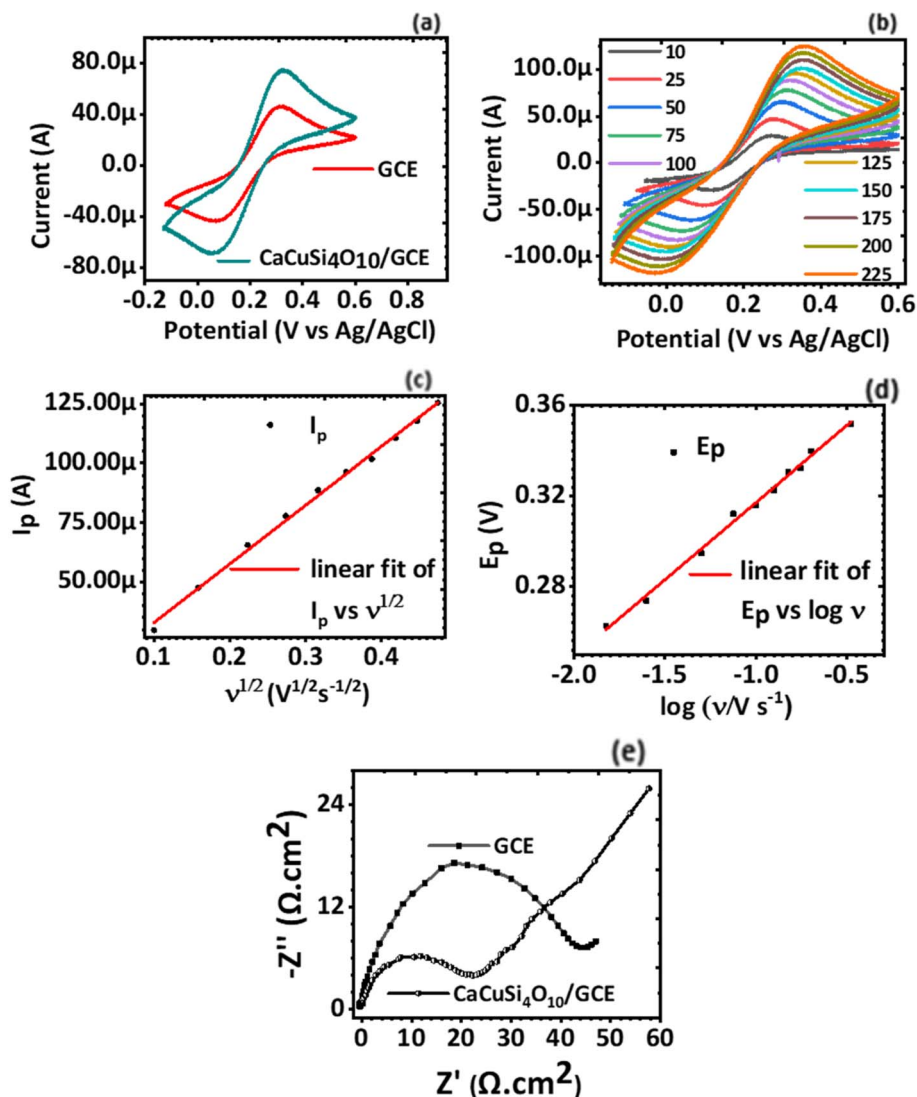 (a)
80.0μ
40.0μ
0.0
-40.0μ
-80.0μ
Current (A)
GCE
CaCuSi4O10/GCE
-0.2 0.0 0.2 0.4 0.6 0.8
Potential (V vs Ag/AgCl)
(b)
100.0μ
50.0μ
0.0
-50.0μ
-100.0μ
Current (A)
10
25
50
75
100
125
150
175
200
225
0.0 0.2 0.4 0.6
Potential (V vs Ag/AgCl)
(c)
125.00μ
100.00μ
75.00μ
50.00μ
Ip (A)
Ip
linear fit of
Ip vs ν1/2
0.1 0.2 0.3 0.4
ν1/2 (V1/2s-1/2)
(d)
0.36
0.32
0.28
Ep (V)
Ep
linear fit of
Ep vs log ν
-2.0 -1.5 -1.0 -0.5
log (ν/V s-1)
(e)
24
12
0
-Z'' (Ω.cm2)
GCE
CaCuSi4O10/GCE
0 10 20 30 40 50 60
Z' (Ω.cm2)